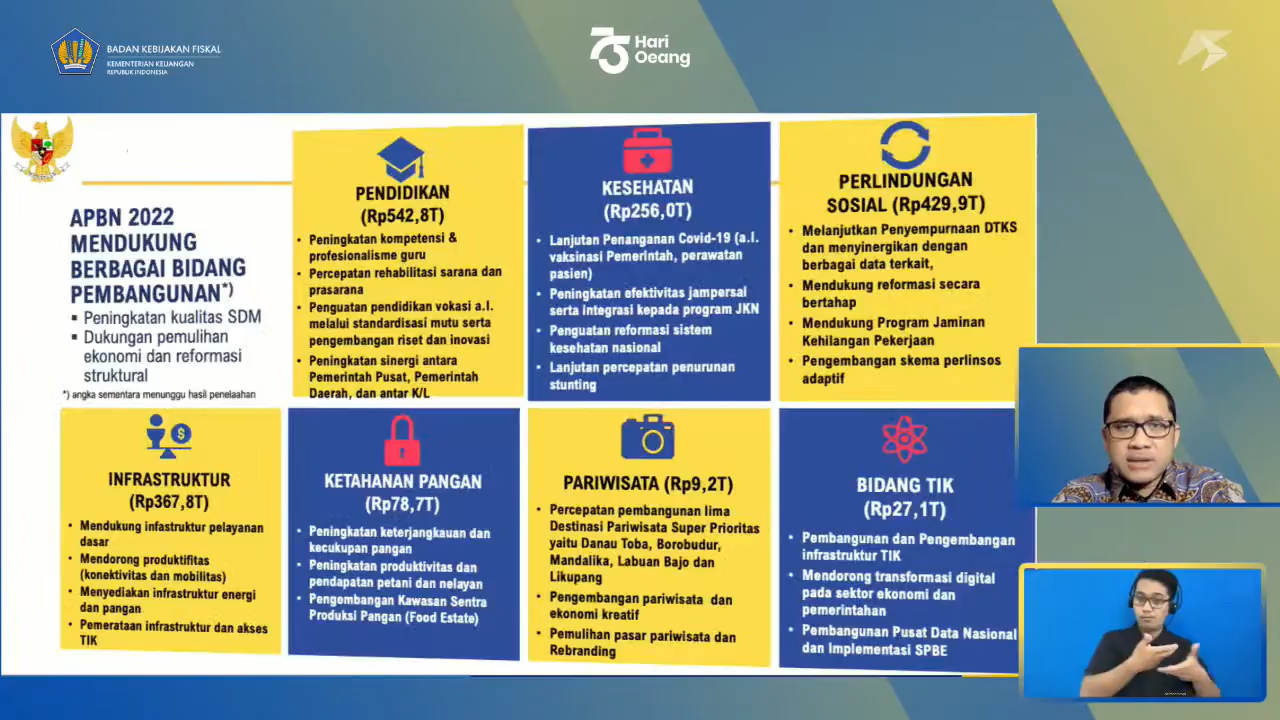 BADAN KEBIJAKAN FISKAL
KEMENTERIAN KEUANGAN
REPUBLIK INDONESIA
75 Hari
Oeang
APBN 2022
MENDUKUNG
BERBAGAI BIDANG
PEMBANGUNAN*)
▪ Peningkatan kualitas SDM
▪ Dukungan pemulihan
ekonomi dan reformasi
struktural
*) angka sementara menunggu hasil penelaahan
PENDIDIKAN
(Rp542,8T)
• Peningkatan kompetensi &
profesionalisme guru
• Percepatan rehabilitasi sarana dan
prasarana
• Penguatan pendidikan vokasi a.l.
melalui standardisasi mutu serta
pengembangan riset dan inovasi
• Peningkatan sinergi antara
Pemerintah Pusat, Pemerintah
Daerah, dan antar K/L
KESEHATAN
(Rp256,0T)
• Lanjutan Penanganan Covid-19 (a.l.
vaksinasi Pemerintah, perawatan
pasien)
• Peningkatan efektivitas jampersal
serta integrasi kepada program JKN
• Penguatan reformasi sistem
kesehatan nasional
• Lanjutan percepatan penurunan
stunting
PERLINDUNGAN
SOSIAL (Rp429,9T)
• Melanjutkan Penyempurnaan DTKS
dan menyinergikan dengan
berbagai data terkait,
• Mendukung reformasi secara
bertahap
• Mendukung Program Jaminan
Kehilangan Pekerjaan
• Pengembangan skema perlinsos
adaptif
INFRASTRUKTUR
(Rp367,8T)
• Mendukung infastruktur pelayanan
dasar
• Mendorong produktifitas
(konektivitas dan mobilitas)
• Menyediakan infrastruktur energi
dan pangan
• Pemerataan infrastruktur dan akses
TIK
KETAHANAN PANGAN
(Rp78,7T)
• Peningkatan keterjangkauan dan
kecukupan pangan
• Peningkatan produktivitas dan
pendapatan petani dan nelayan
• Pengembangan Kawasan Sentra
Produksi Pangan (Food Estate)
PARIWISATA (Rp9,2T)
• Percepatan pembangunan lima
Destinasi Pariwisata Super Prioritas
yaitu Danau Toba, Borobudur,
Mandalika, Labuan Bajo dan
Likupang
• Pengembangan pariwisata dan
ekonomi kreatif
• Pemulihan pasar pariwisata dan
Rebranding
BIDANG TIK
(Rp27,1T)
• Pembangunan dan Pengembangan
infrastruktur TIK
• Mendorong transformasi digital
pada sektor ekonomi dan
pemerintahan
• Pembangunan Pusat Data Nasional
dan Implementasi SPBE